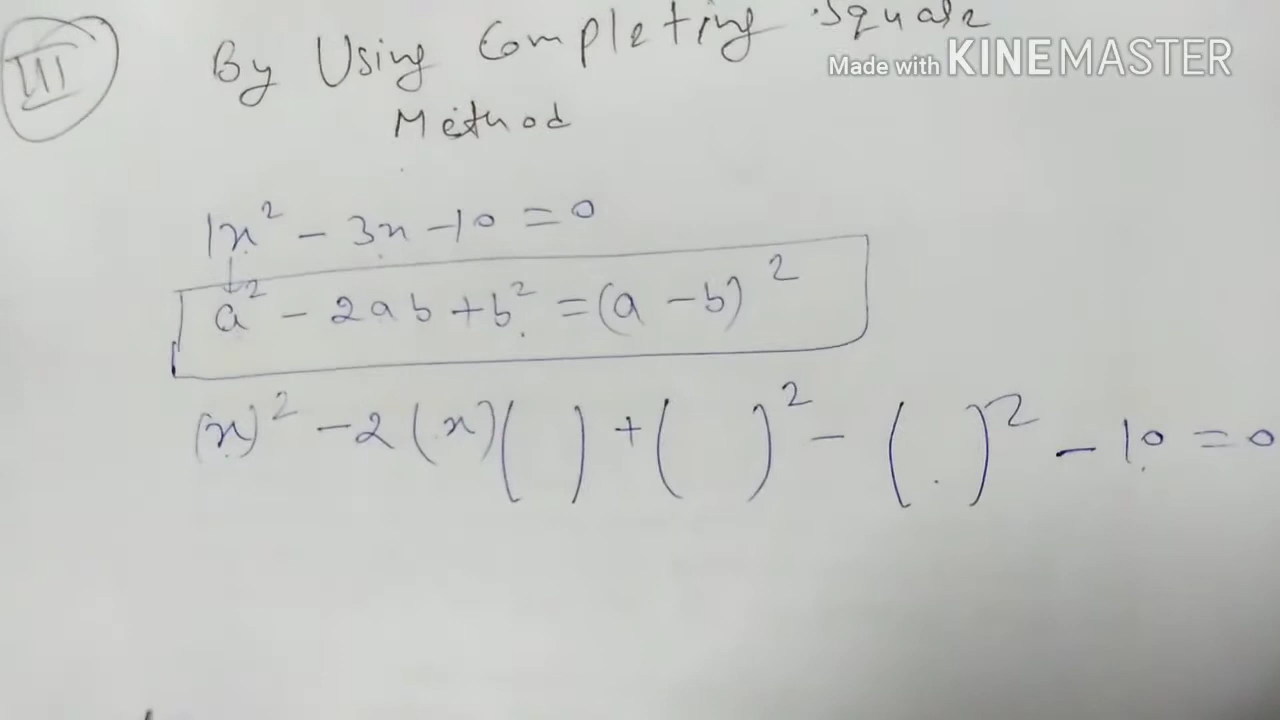 III
By Using Completing Square
Made with KINEMASTER
Method
1x² - 3x - 10 = 0
a² - 2ab + b² = (a - b)²
(x)² - 2(x)( ) + ( )² - ( )² - 10 = 0